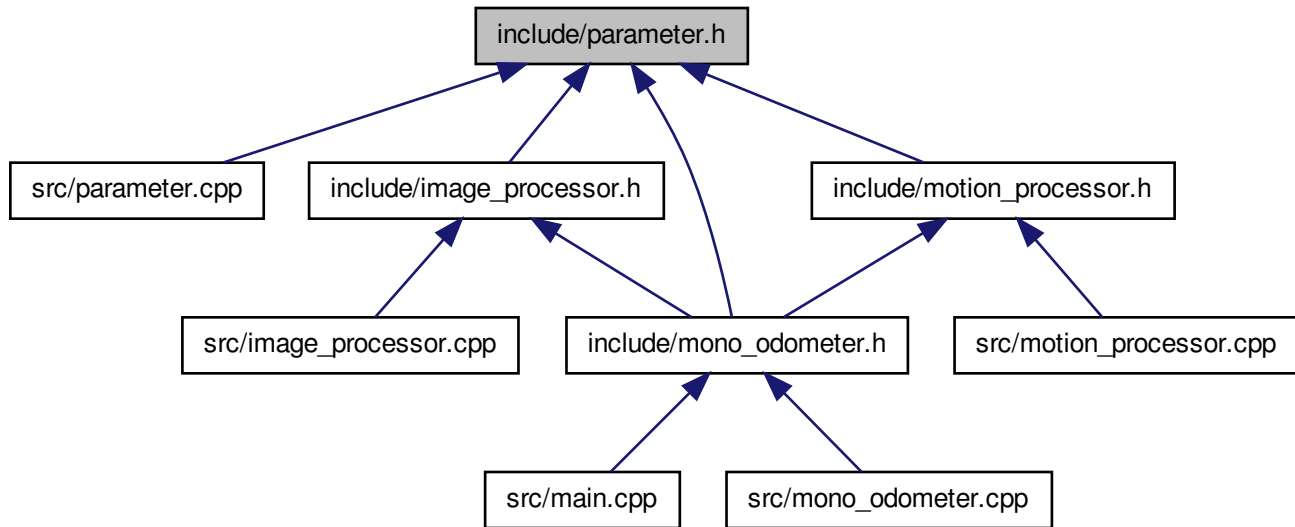 include/parameter.h
src/parameter.cpp
include/image_processor.h
include/motion_processor.h
src/image_processor.cpp
include/mono_odometer.h
src/motion_processor.cpp
src/main.cpp
src/mono_odometer.cpp